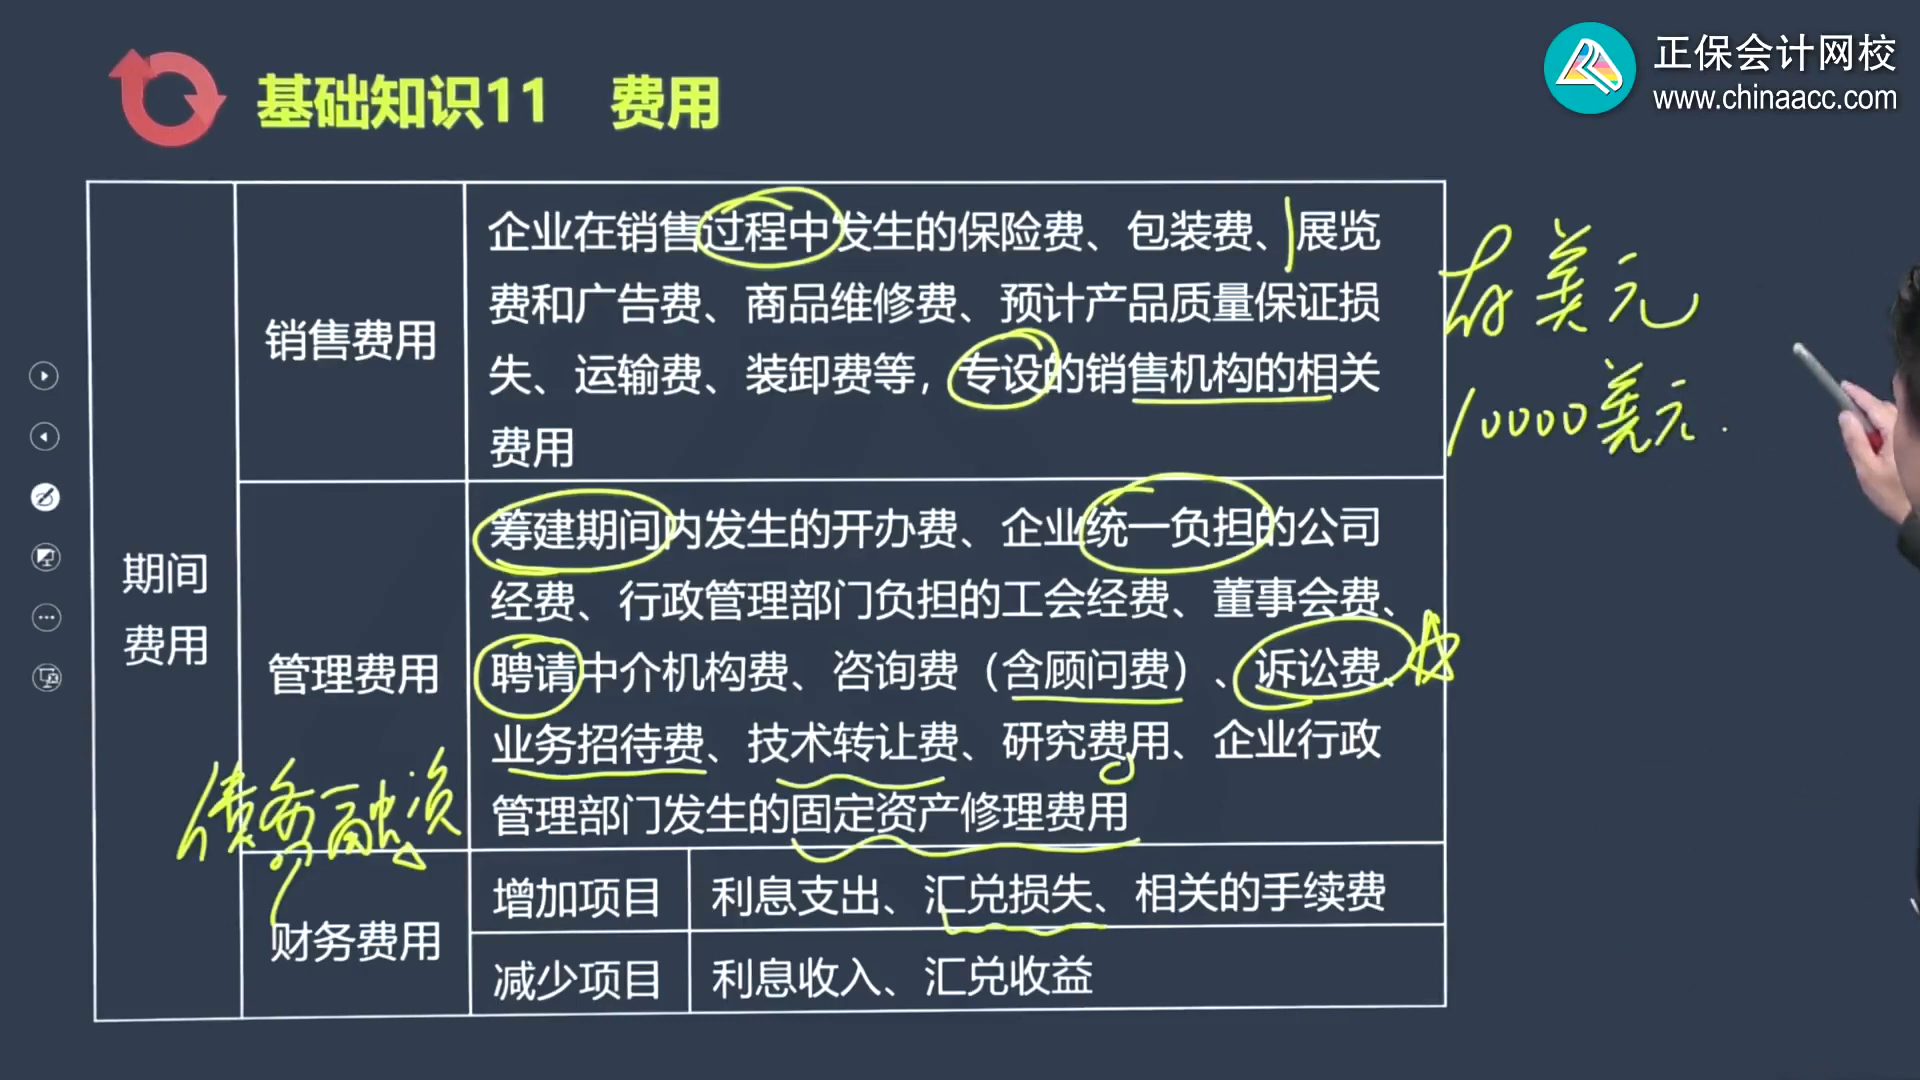 正保会计网校
www.chinaacc.com
基础知识11 费用
期间
费用
销售费用
企业在销售过程中发生的保险费、包装费、展览
费和广告费、商品维修费、预计产品质量保证损
失、运输费、装卸费等，专设的销售机构的相关
费用
存美元
10000美元.
管理费用
筹建期间内发生的开办费、企业统一负担的公司
经费、行政管理部门负担的工会经费、董事会费、
聘请中介机构费、咨询费（含顾问费）、诉讼费、
业务招待费、技术转让费、研究费用、企业行政
管理部门发生的固定资产修理费用
债务融资
财务费用
增加项目
利息支出、汇兑损失、相关的手续费
减少项目
利息收入、汇兑收益